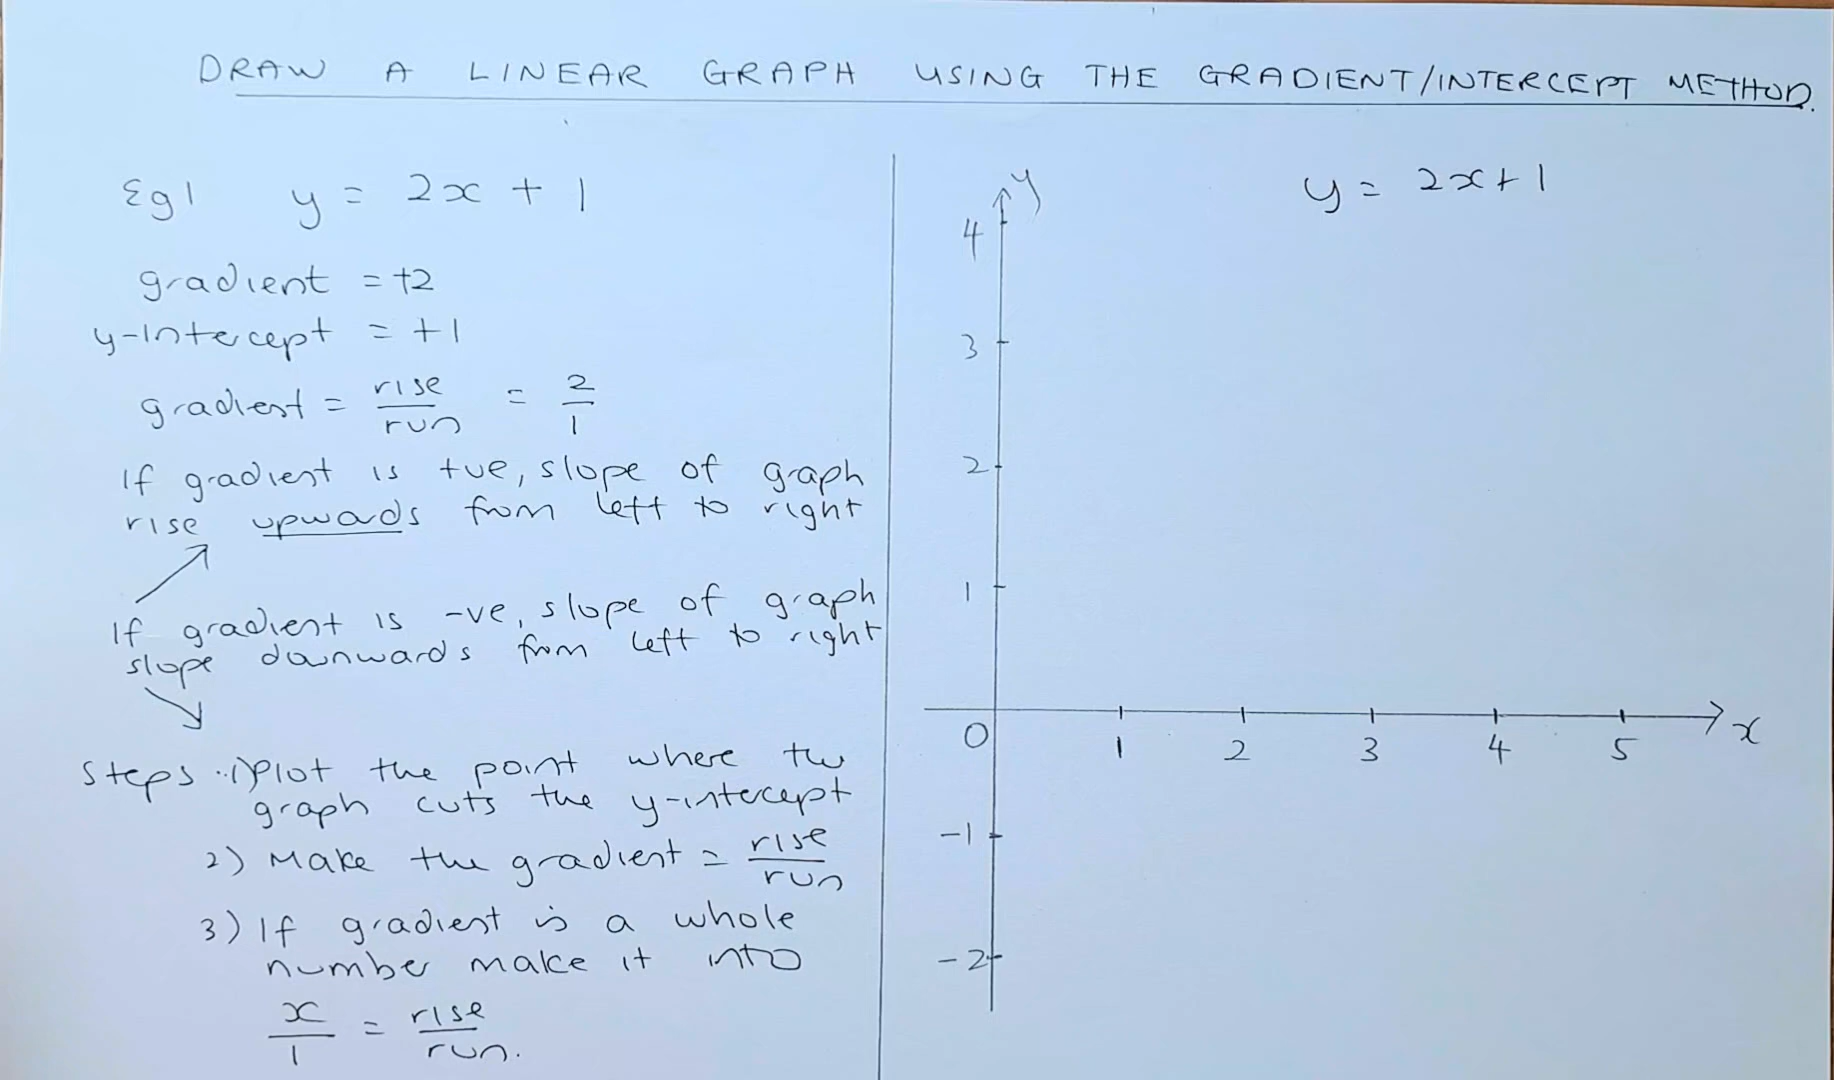 DRAW A LINEAR GRAPH USING THE GRADIENT/INTERCEPT METHOD.
Eg1 y = 2x + 1
gradient = +2
y-intercept = +1
gradient = rise/run = 2/1
If gradient is +ve, slope of graph
rise upwards from left to right
If gradient is -ve, slope of graph
slope downwards from left to right
Steps : 1) Plot the point where the
graph cuts the y-intercept
2) Make the gradient = rise/run
3) If gradient is a whole
number make it into
x/1 = rise/run.
y = 2x+1
y
4
3
2
1
0
1 2 3 4 5 x
-1
-2